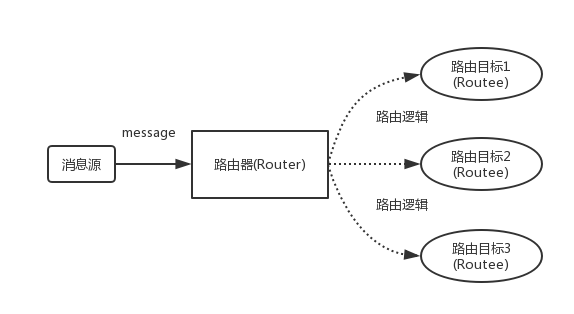 message
消息源
路由器(Router)
路由目标1
(Routee)
路由逻辑
路由目标2
(Routee)
路由逻辑
路由目标3
(Routee)